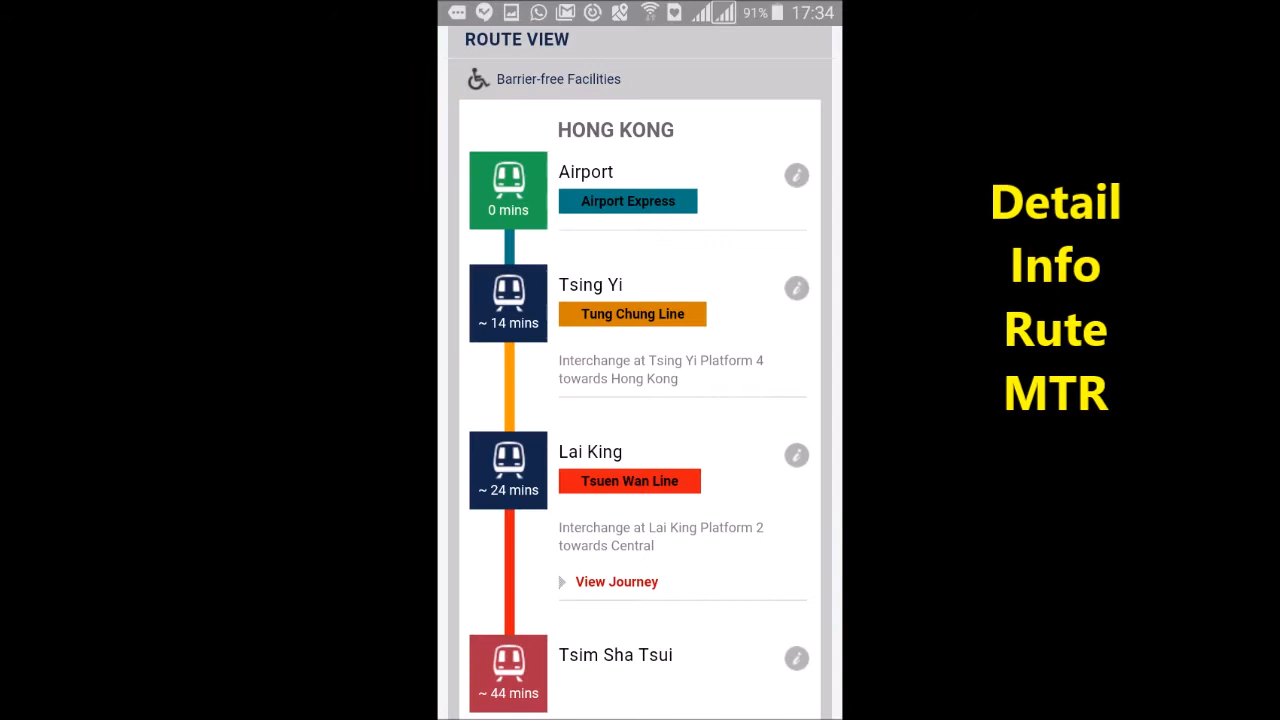 91% 17:34
ROUTE VIEW
Barrier-free Facilities
HONG KONG
Airport
0 mins
Airport Express
Tsing Yi
~ 14 mins
Tung Chung Line
Interchange at Tsing Yi Platform 4
towards Hong Kong
Lai King
~ 24 mins
Tsuen Wan Line
Interchange at Lai King Platform 2
towards Central
View Journey
Tsim Sha Tsui
~ 44 mins
Detail
Info
Rute
MTR